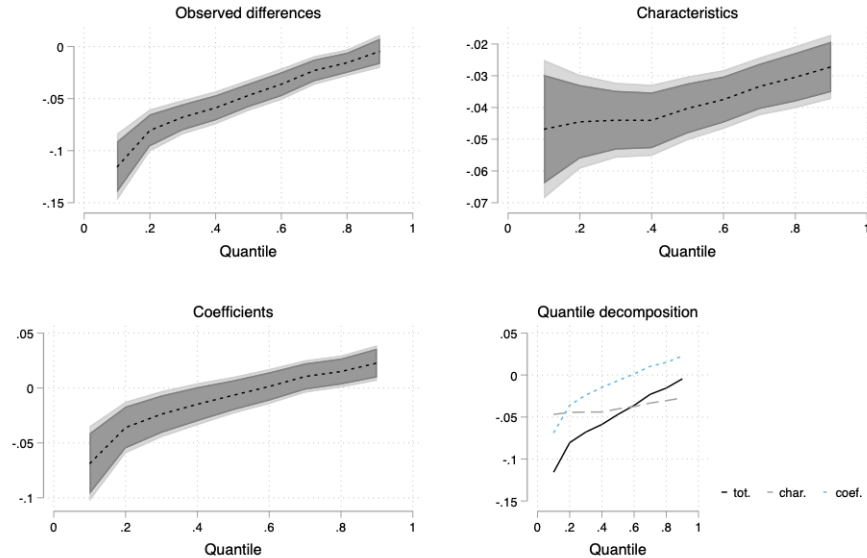 Observed differences
0
-.05
-.1
-.15
0 .2 .4 .6 .8 1
Quantile
Characteristics
-.02
-.03
-.04
-.05
-.06
-.07
0 .2 .4 .6 .8 1
Quantile
Coefficients
.05
0
-.05
-.1
0 .2 .4 .6 .8 1
Quantile
Quantile decomposition
.05
0
-.05
-.1
-.15
0 .2 .4 .6 .8 1
Quantile
tot. char. coef.